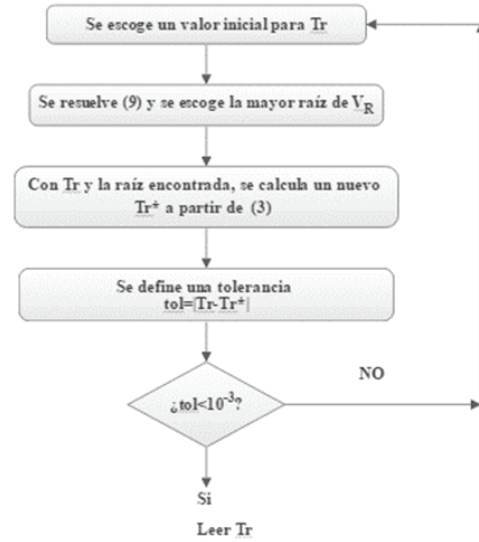 Se escoge un valor inicial para Tr
Se resuelve (9) y se escoge la mayor raíz de V_R
Con Tr y la raíz encontrada, se calcula un nuevo
Tr* a partir de (3)
Se define una tolerancia
tol=|Tr-Tr*|
NO
¿tol<10⁻³?
Si
Leer Tr